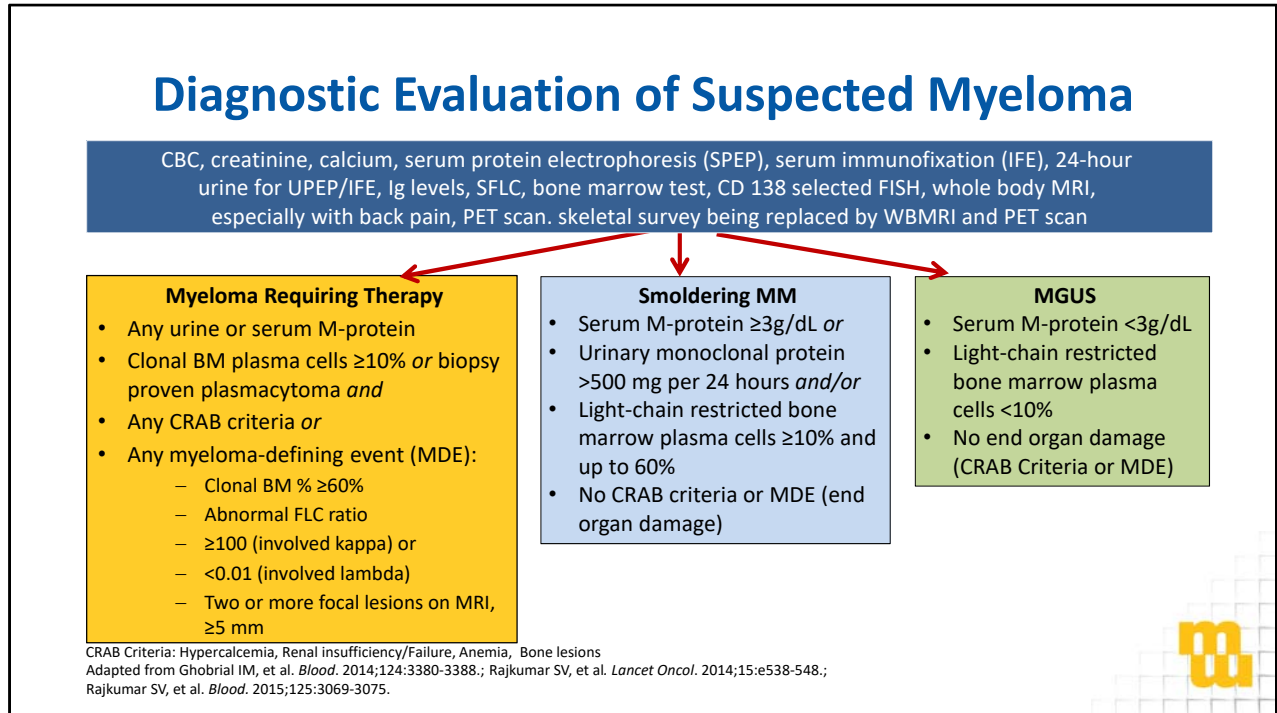 Diagnostic Evaluation of Suspected Myeloma
CBC, creatinine, calcium, serum protein electrophoresis (SPEP), serum immunofixation (IFE), 24-hour
urine for UPEP/IFE, Ig levels, SFLC, bone marrow test, CD 138 selected FISH, whole body MRI,
especially with back pain, PET scan. skeletal survey being replaced by WBMRI and PET scan
Myeloma Requiring Therapy
• Any urine or serum M-protein
• Clonal BM plasma cells ≥10% or biopsy
proven plasmacytoma and
• Any CRAB criteria or
• Any myeloma-defining event (MDE):
– Clonal BM % ≥60%
– Abnormal FLC ratio
– ≥100 (involved kappa) or
– <0.01 (involved lambda)
– Two or more focal lesions on MRI,
≥5 mm
Smoldering MM
• Serum M-protein ≥3g/dL or
• Urinary monoclonal protein
>500 mg per 24 hours and/or
• Light-chain restricted bone
marrow plasma cells ≥10% and
up to 60%
• No CRAB criteria or MDE (end
organ damage)
MGUS
• Serum M-protein <3g/dL
• Light-chain restricted
bone marrow plasma
cells <10%
• No end organ damage
(CRAB Criteria or MDE)
CRAB Criteria: Hypercalcemia, Renal insufficiency/Failure, Anemia, Bone lesions
Adapted from Ghobrial IM, et al. Blood. 2014;124:3380-3388.; Rajkumar SV, et al. Lancet Oncol. 2014;15:e538-548.;
Rajkumar SV, et al. Blood. 2015;125:3069-3075.